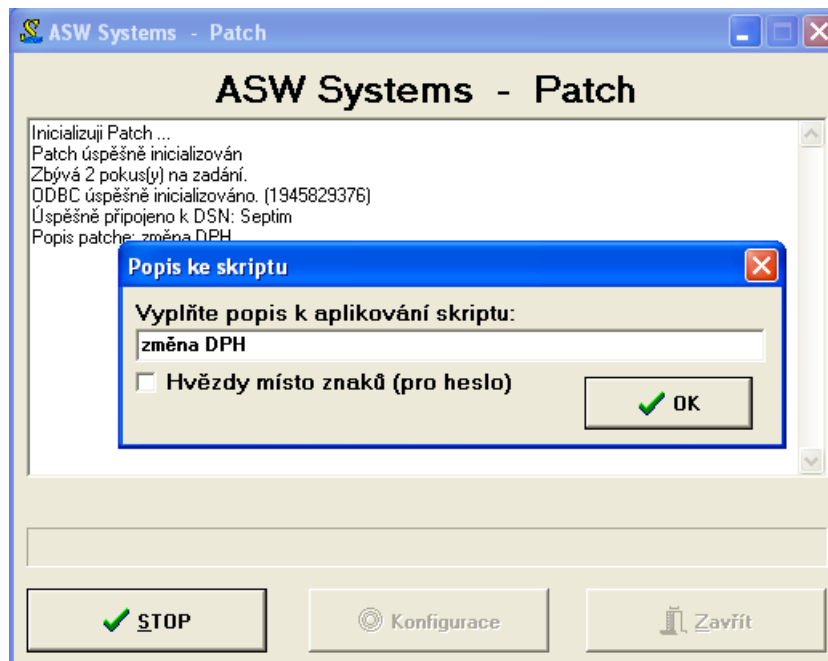 ASW Systems - Patch
ASW Systems - Patch
Inicializuji Patch ...
Patch úspěšně inicializován
Zbývá 2 pokus(y) na zadání.
ODBC úspěšně inicializováno. (1945829376)
Úspěšně připojeno k DSN: Septim
Popis patche: změna DPH
Popis ke skriptu
Vyplňte popis k aplikování skriptu:
změna DPH
Hvězdy místo znaků (pro heslo)
OK
STOP
Konfigurace
Zavřít